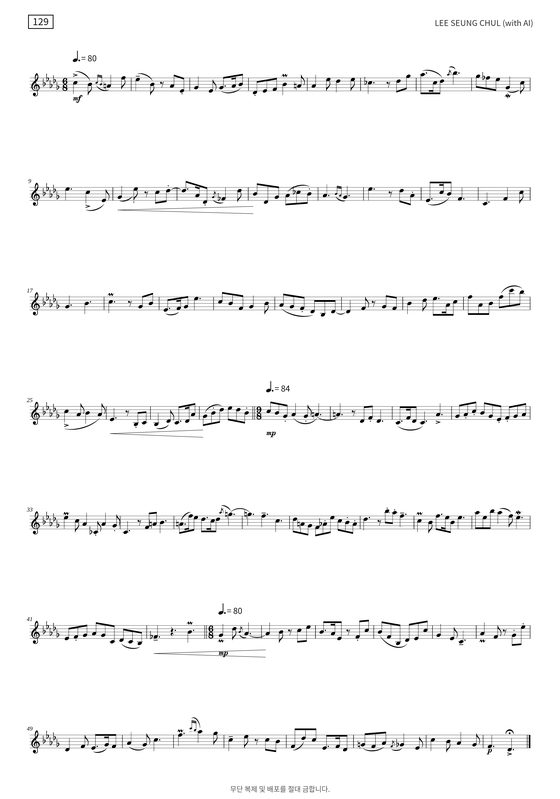 129
LEE SEUNG CHUL (with AI)
♩. = 80
mf
9
17
25
♩. = 84
mp
33
41
♩. = 80
mp
49
p
무단 복제 및 배포를 절대 금합니다.